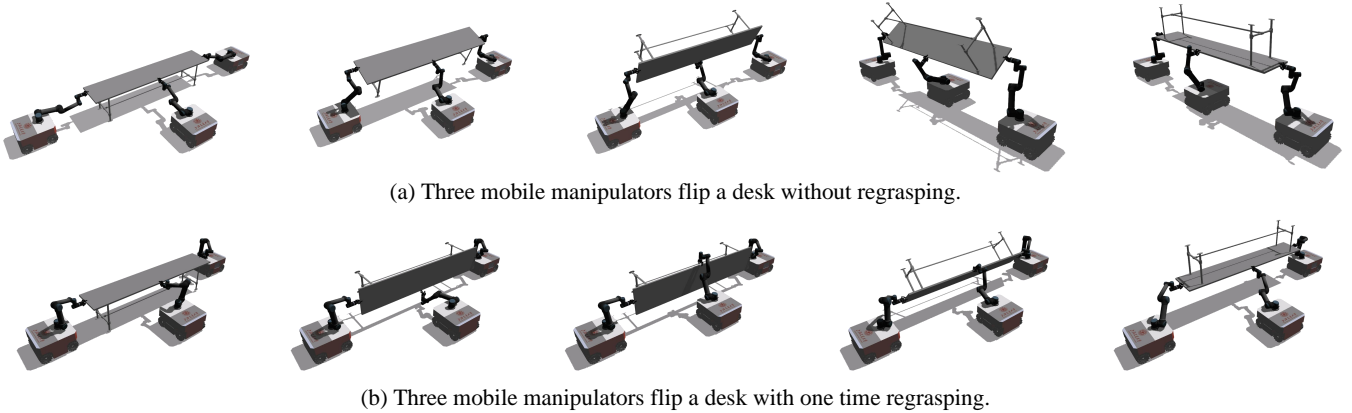 (a) Three mobile manipulators flip a desk without regrasping.
(b) Three mobile manipulators flip a desk with one time regrasping.